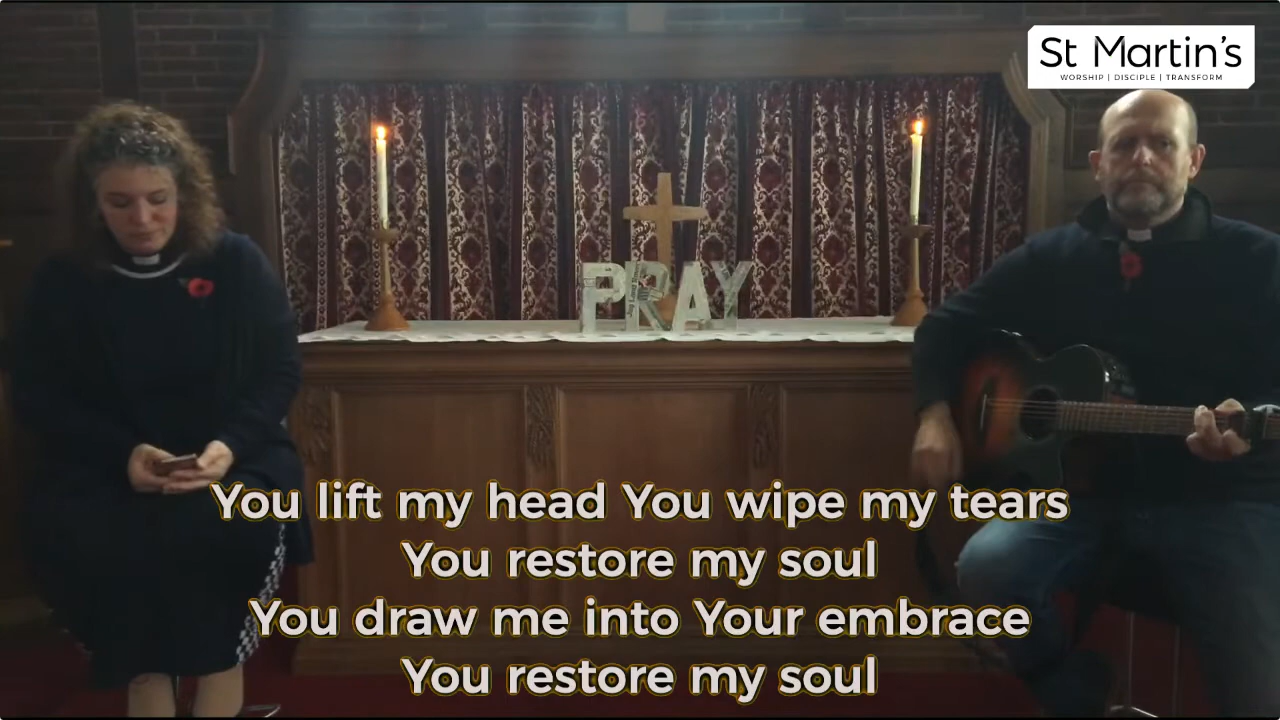 St Martin's
WORSHIP | DISCIPLE | TRANSFORM
PRAY
You lift my head You wipe my tears
You restore my soul
You draw me into Your embrace
You restore my soul